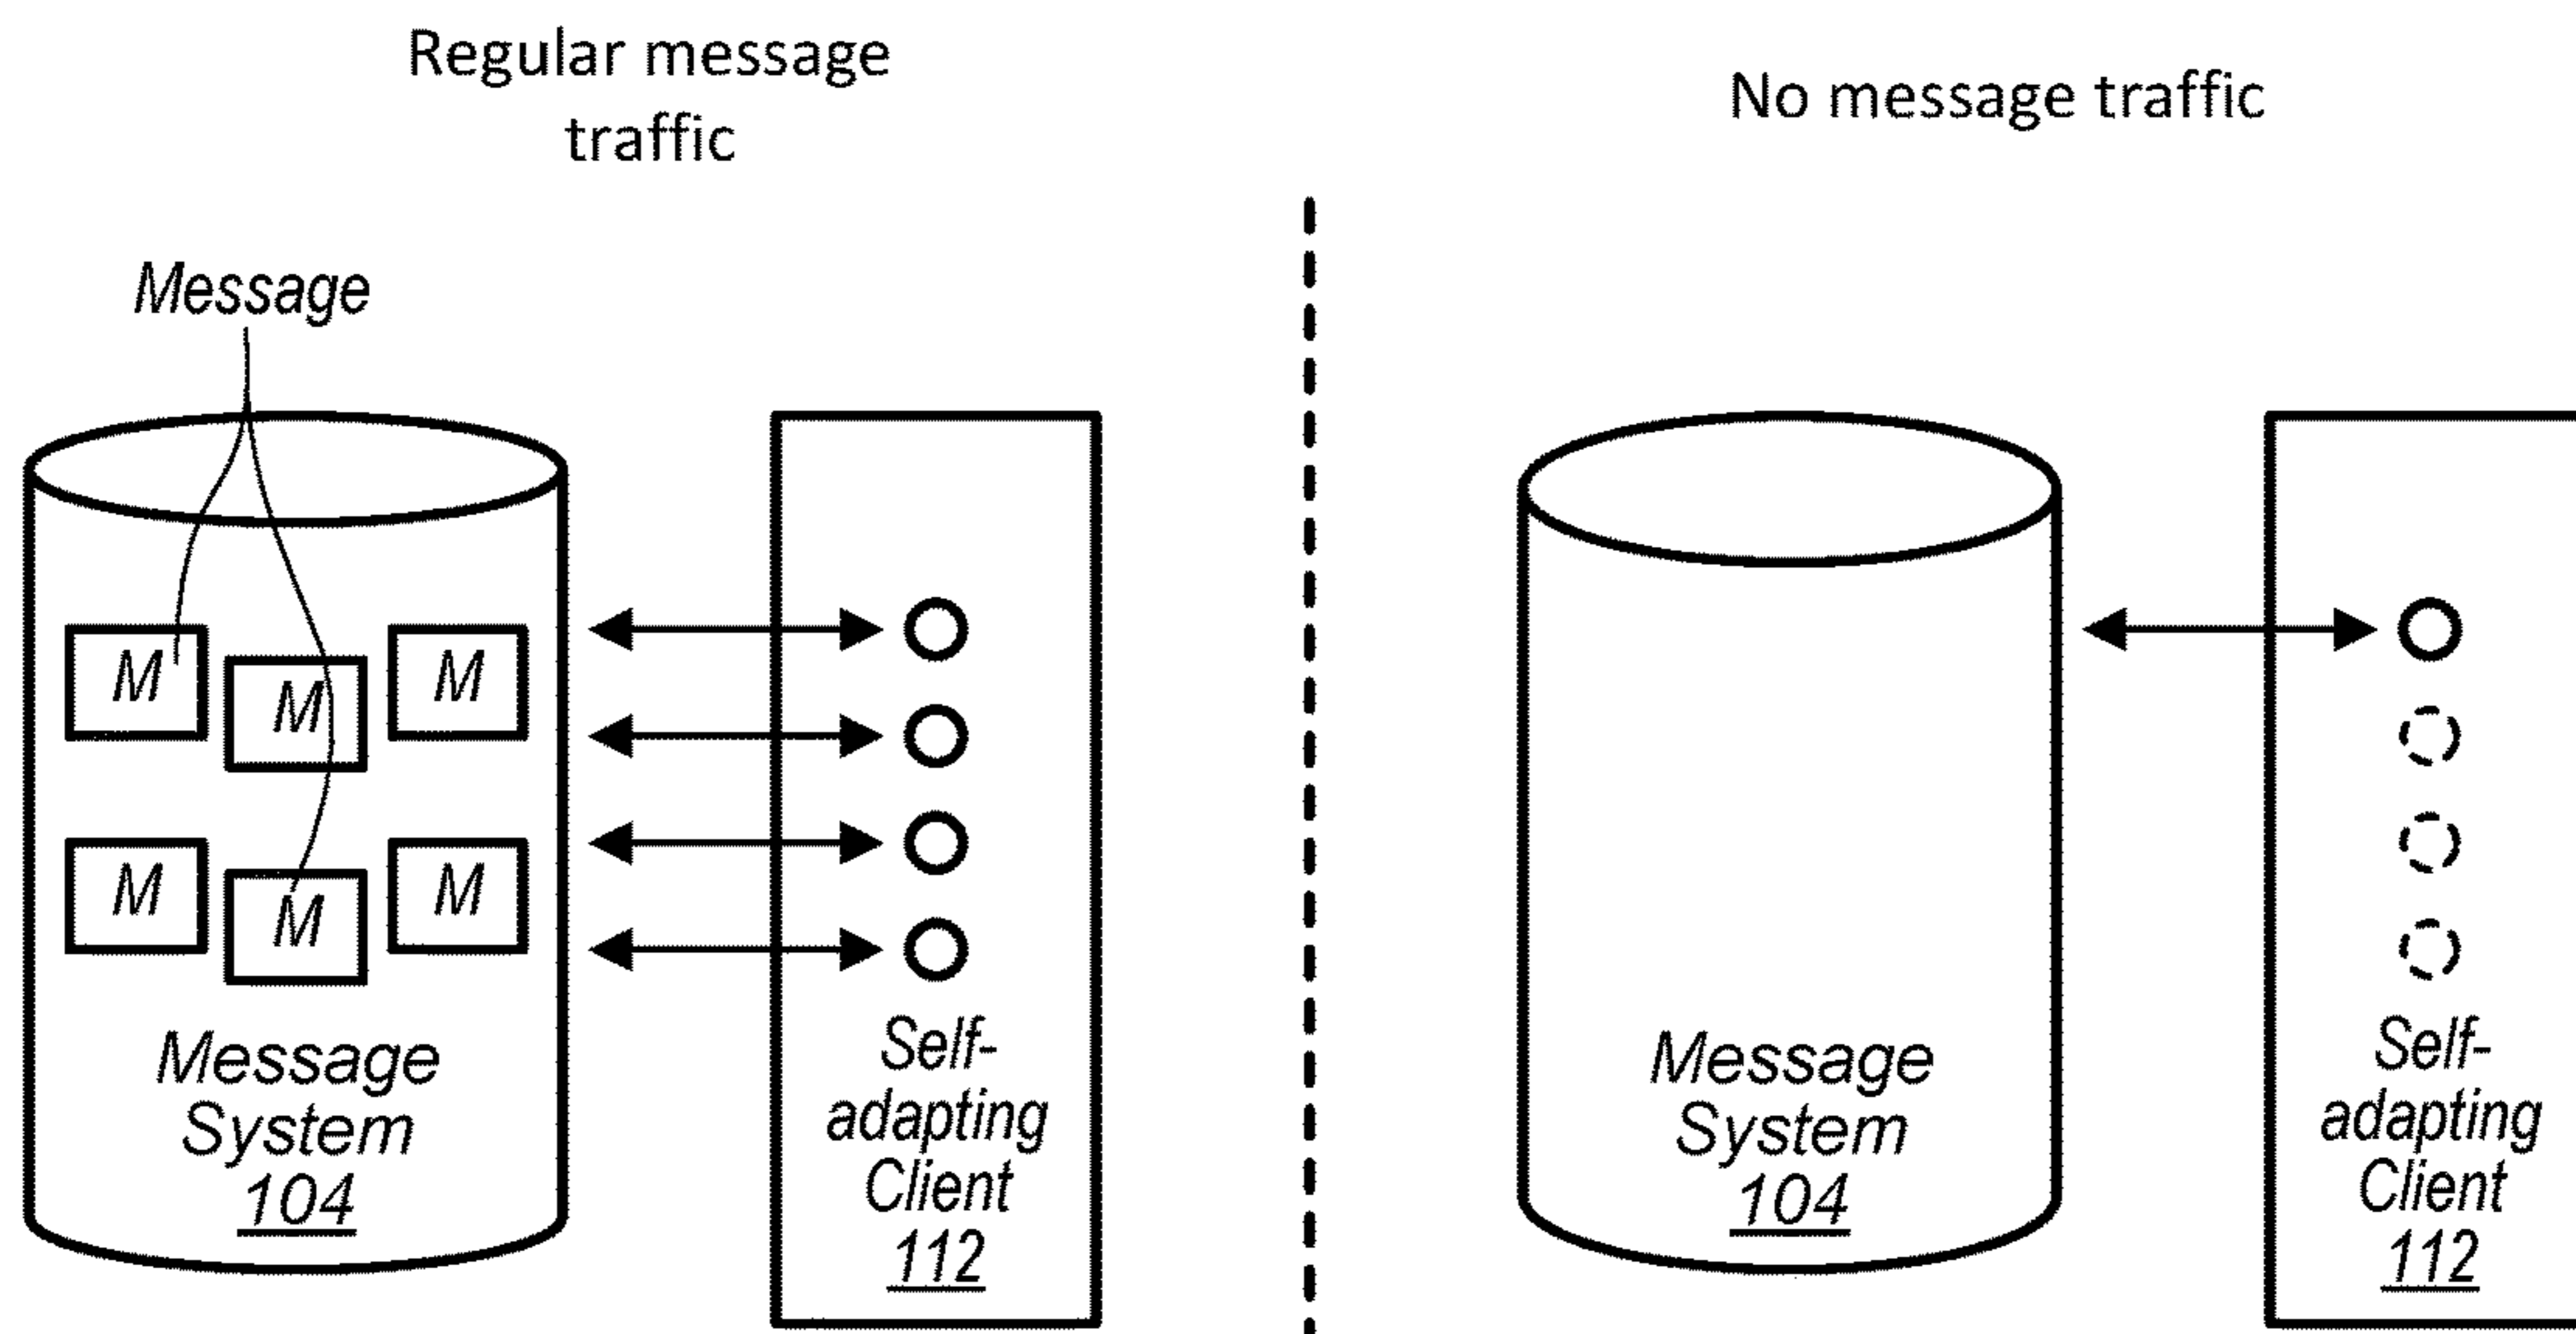 Regular message
traffic
No message traffic
Message
M
M
M
M
M
M
Message
System
104
Self-
adapting
Client
112
Message
System
104
Self-
adapting
Client
112